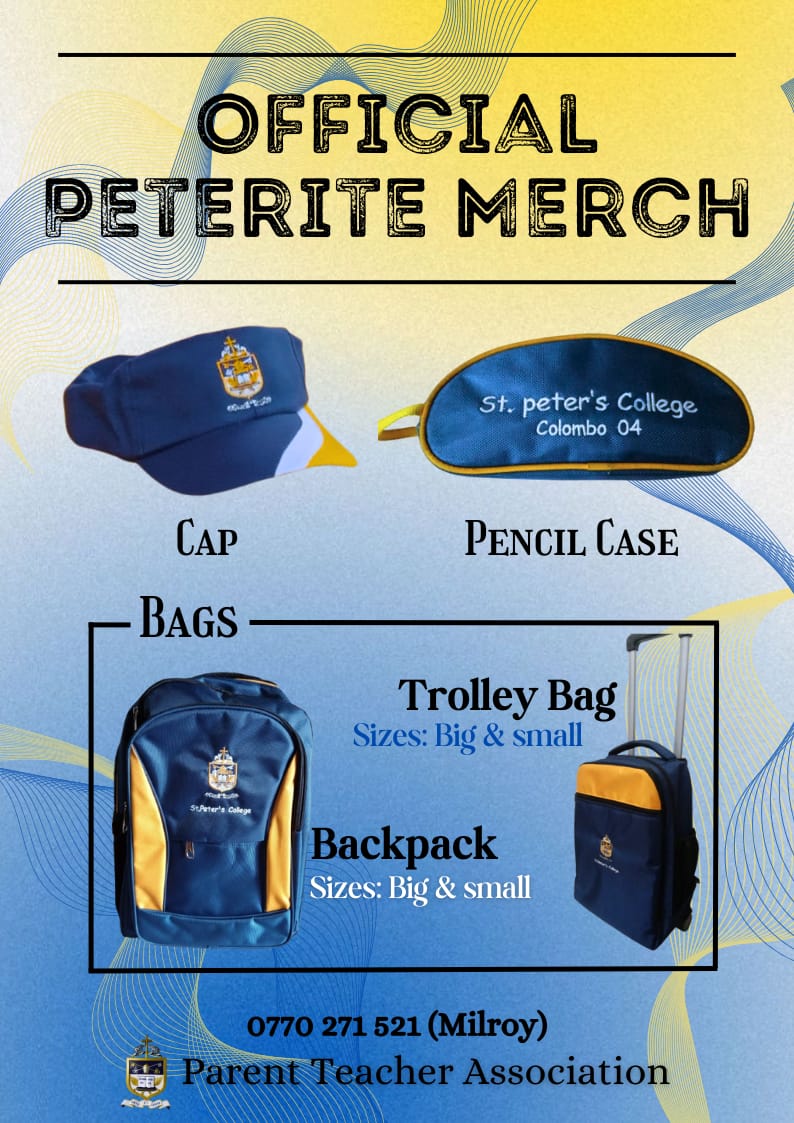 OFFICIAL
PETERITE MERCH
St. peter's College
Colombo 04
CAP
PENCIL CASE
BAGS
Trolley Bag
Sizes: Big & small
St.Peter's College
Backpack
Sizes: Big & small
0770 271 521 (Milroy)
Parent Teacher Association